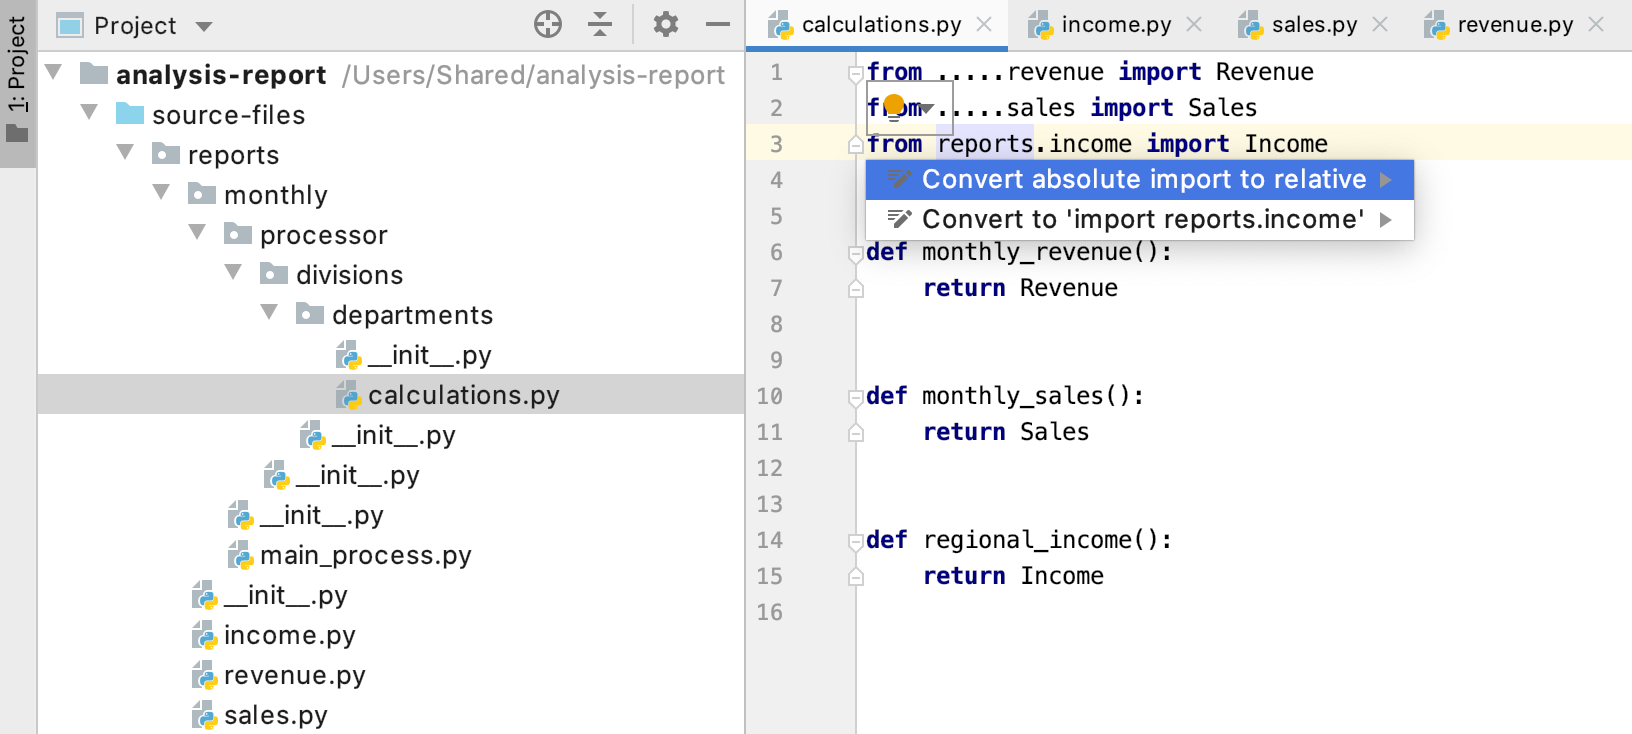 1: Project
Project
analysis-report /Users/Shared/analysis-report
source-files
reports
monthly
processor
divisions
departments
__init__.py
calculations.py
__init__.py
__init__.py
__init__.py
main_process.py
__init__.py
income.py
revenue.py
sales.py
calculations.py
income.py
sales.py
revenue.py
1 from .....revenue import Revenue
2 from .....sales import Sales
3 from reports.income import Income
4
Convert absolute import to relative
5
Convert to 'import reports.income'
6 def monthly_revenue():
7 return Revenue
8
9
10 def monthly_sales():
11 return Sales
12
13
14 def regional_income():
15 return Income
16